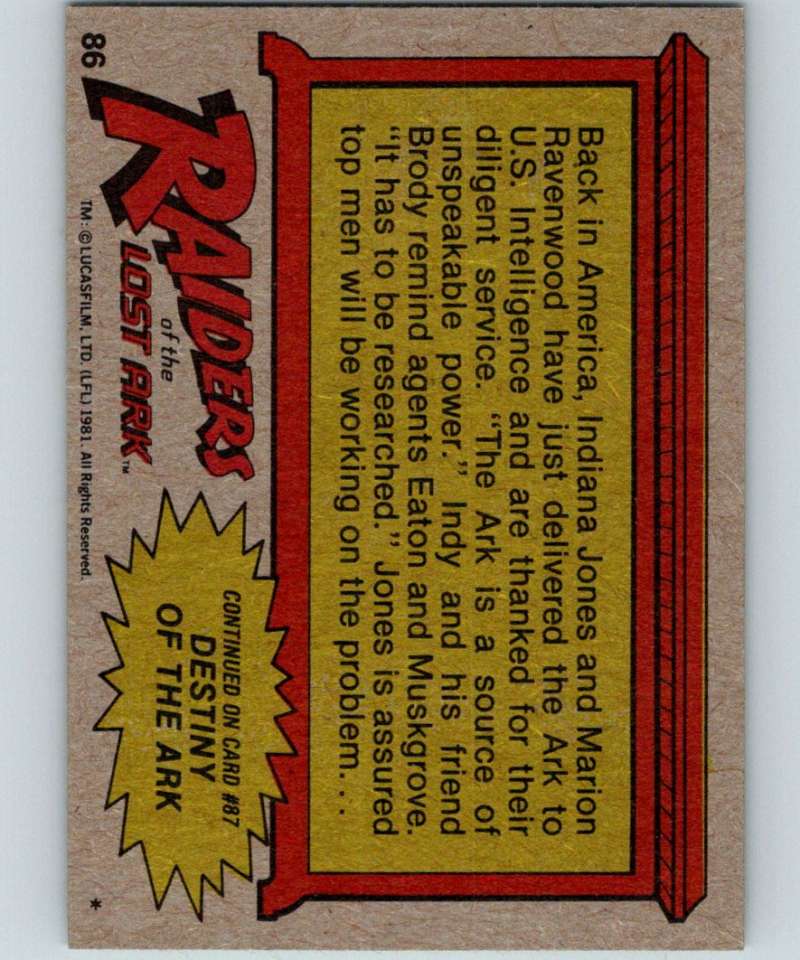 Back in America, Indiana Jones and Marion
Ravenwood have just delivered the Ark to
U.S. Intelligence and are thanked for their
diligent service. “The Ark is a source of
unspeakable power.” Indy and his friend
Brody remind agents Eaton and Muskgrove.
“It has to be researched.” Jones is assured
top men will be working on the problem. . .
86
RAIDERS
of the
LOST ARK™
TM: © LUCASFILM, LTD. (LFL) 1981. All Rights Reserved.
CONTINUED ON CARD #87
DESTINY
OF THE ARK
*